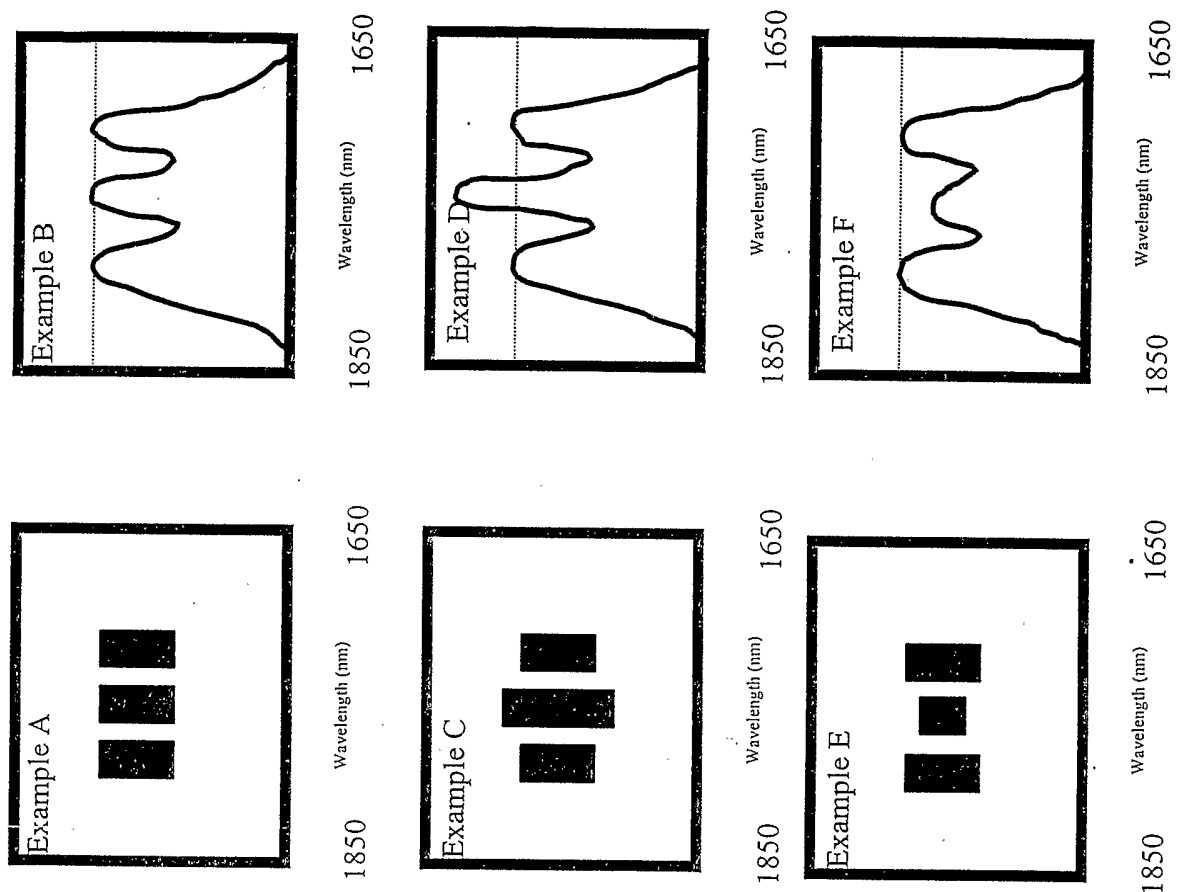 Example A
1850
Wavelength (nm)
1650
Example B
1850
Wavelength (nm)
1650
Example C
1850
Wavelength (nm)
1650
Example D
1850
Wavelength (nm)
1650
Example E
1850
Wavelength (nm)
1650
Example F
1850
Wavelength (nm)
1650